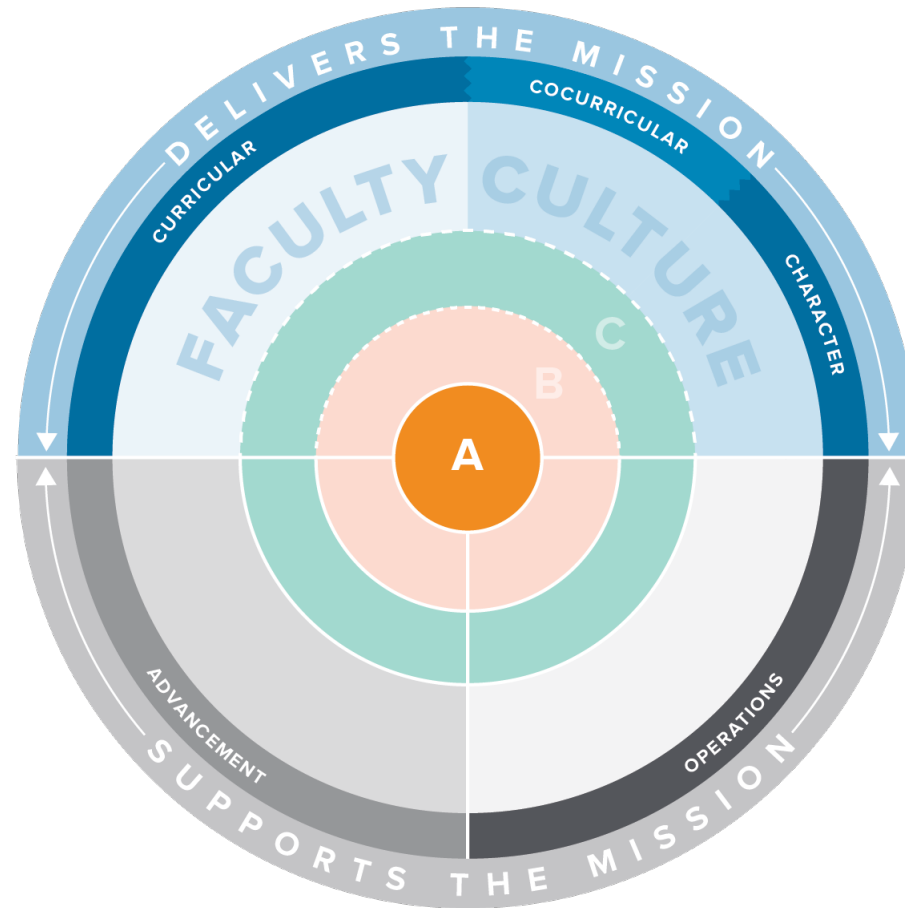 DELIVERS THE MISSION
CURRICULAR
COCURRICULAR
CHARACTER
FACULTY CULTURE
C
B
A
ADVANCEMENT
OPERATIONS
SUPPORTS THE MISSION